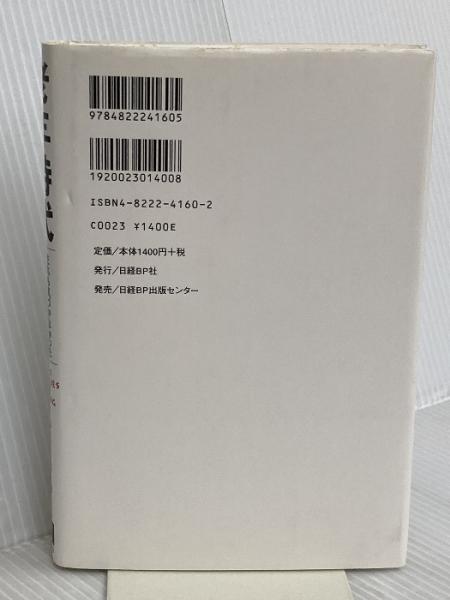 9784822241605
1920023014008
ISBN4-8222-4160-2
C0023 ¥1400E
定価/本体1400円+税
発行/日経BP社
発売/日経BP出版センター